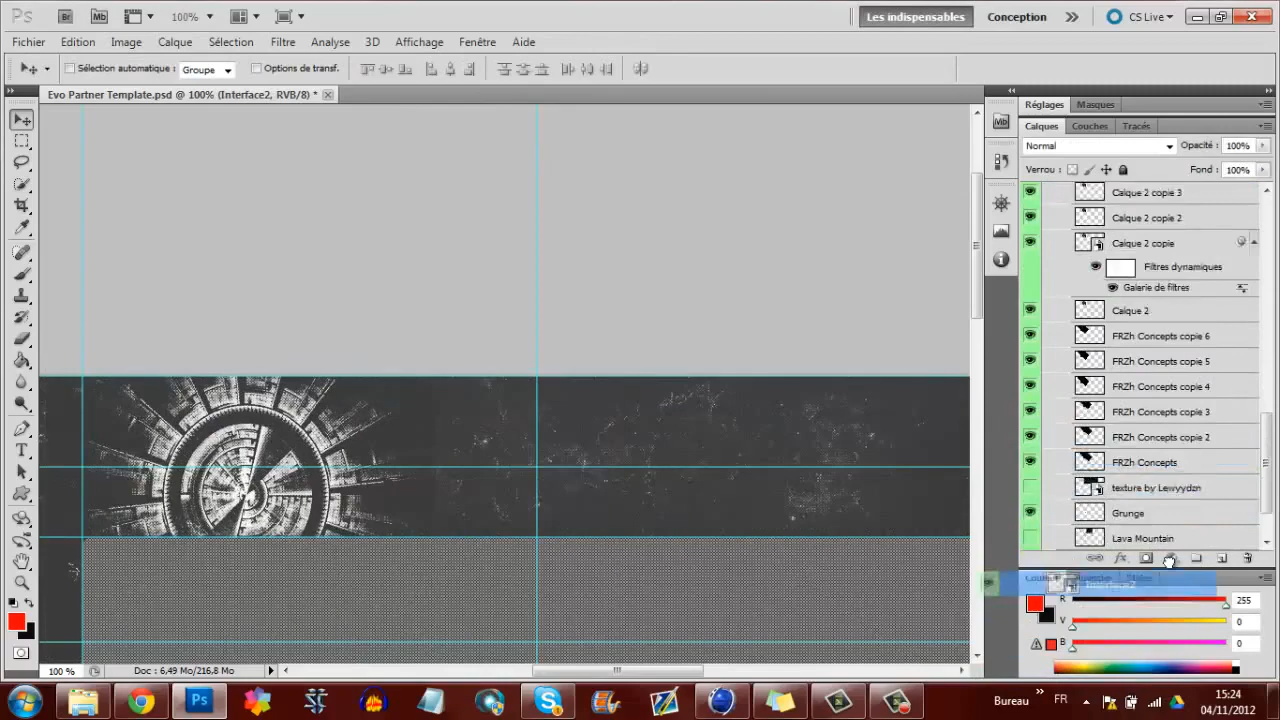 Ps Br Mb 100% Les indispensables Conception CS Live
Fichier Edition Image Calque Sélection Filtre Analyse 3D Affichage Fenêtre Aide
Sélection automatique : Groupe Options de transf.
Evo Partner Template.psd @ 100% (Interface2, RVB/8) *
Réglages Masques
Calques Couches Tracés
Normal Opacité : 100%
Verrou : Fond : 100%
Calque 2 copie 3
Calque 2 copie 2
Calque 2 copie
Filtres dynamiques
Galerie de filtres
Calque 2
FRZh Concepts copie 6
FRZh Concepts copie 5
FRZh Concepts copie 4
FRZh Concepts copie 3
FRZh Concepts copie 2
FRZh Concepts
texture by Lewyydzn
Grunge
Lava Mountain
Interface2
R 255
V 0
B 0
100 % Doc : 6,49 Mo/216,8 Mo
Ps Bureau FR 15:24
04/11/2012